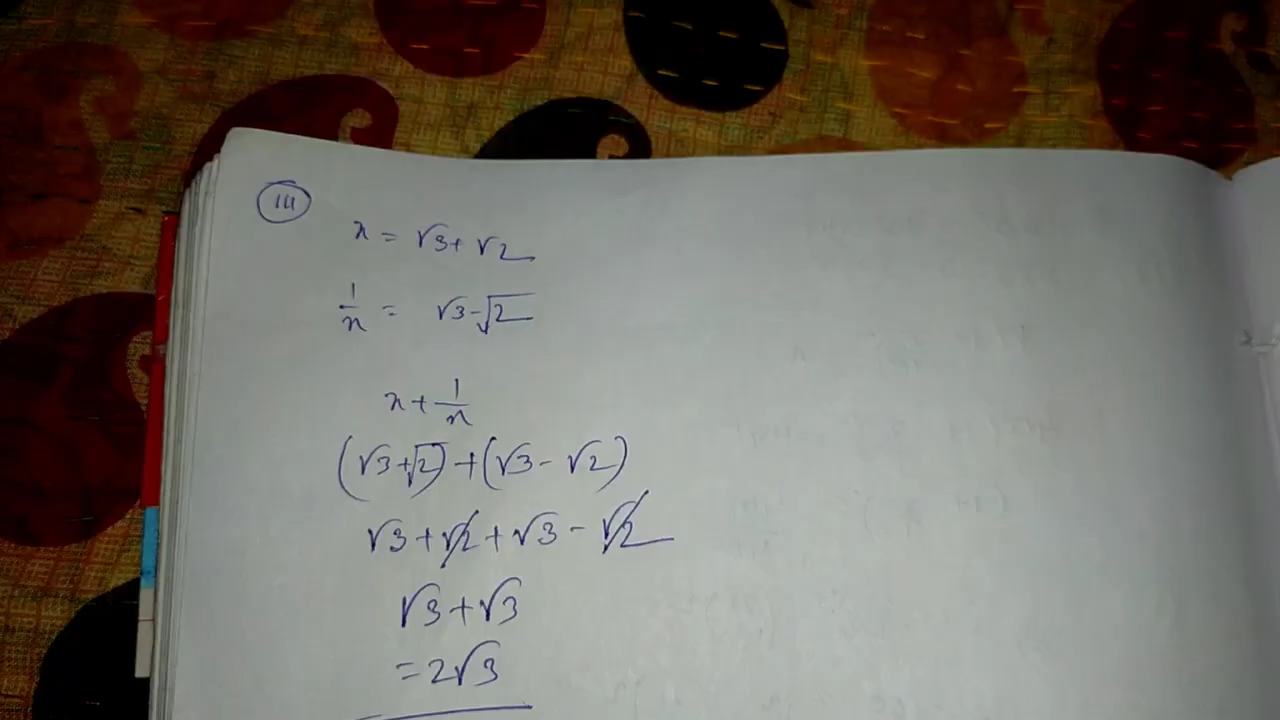 (iii)
x = √3 + √2
1/x = √3 - √2
x + 1/x
(√3 + √2) + (√3 - √2)
√3 + √2 + √3 - √2
√3 + √3
= 2√3